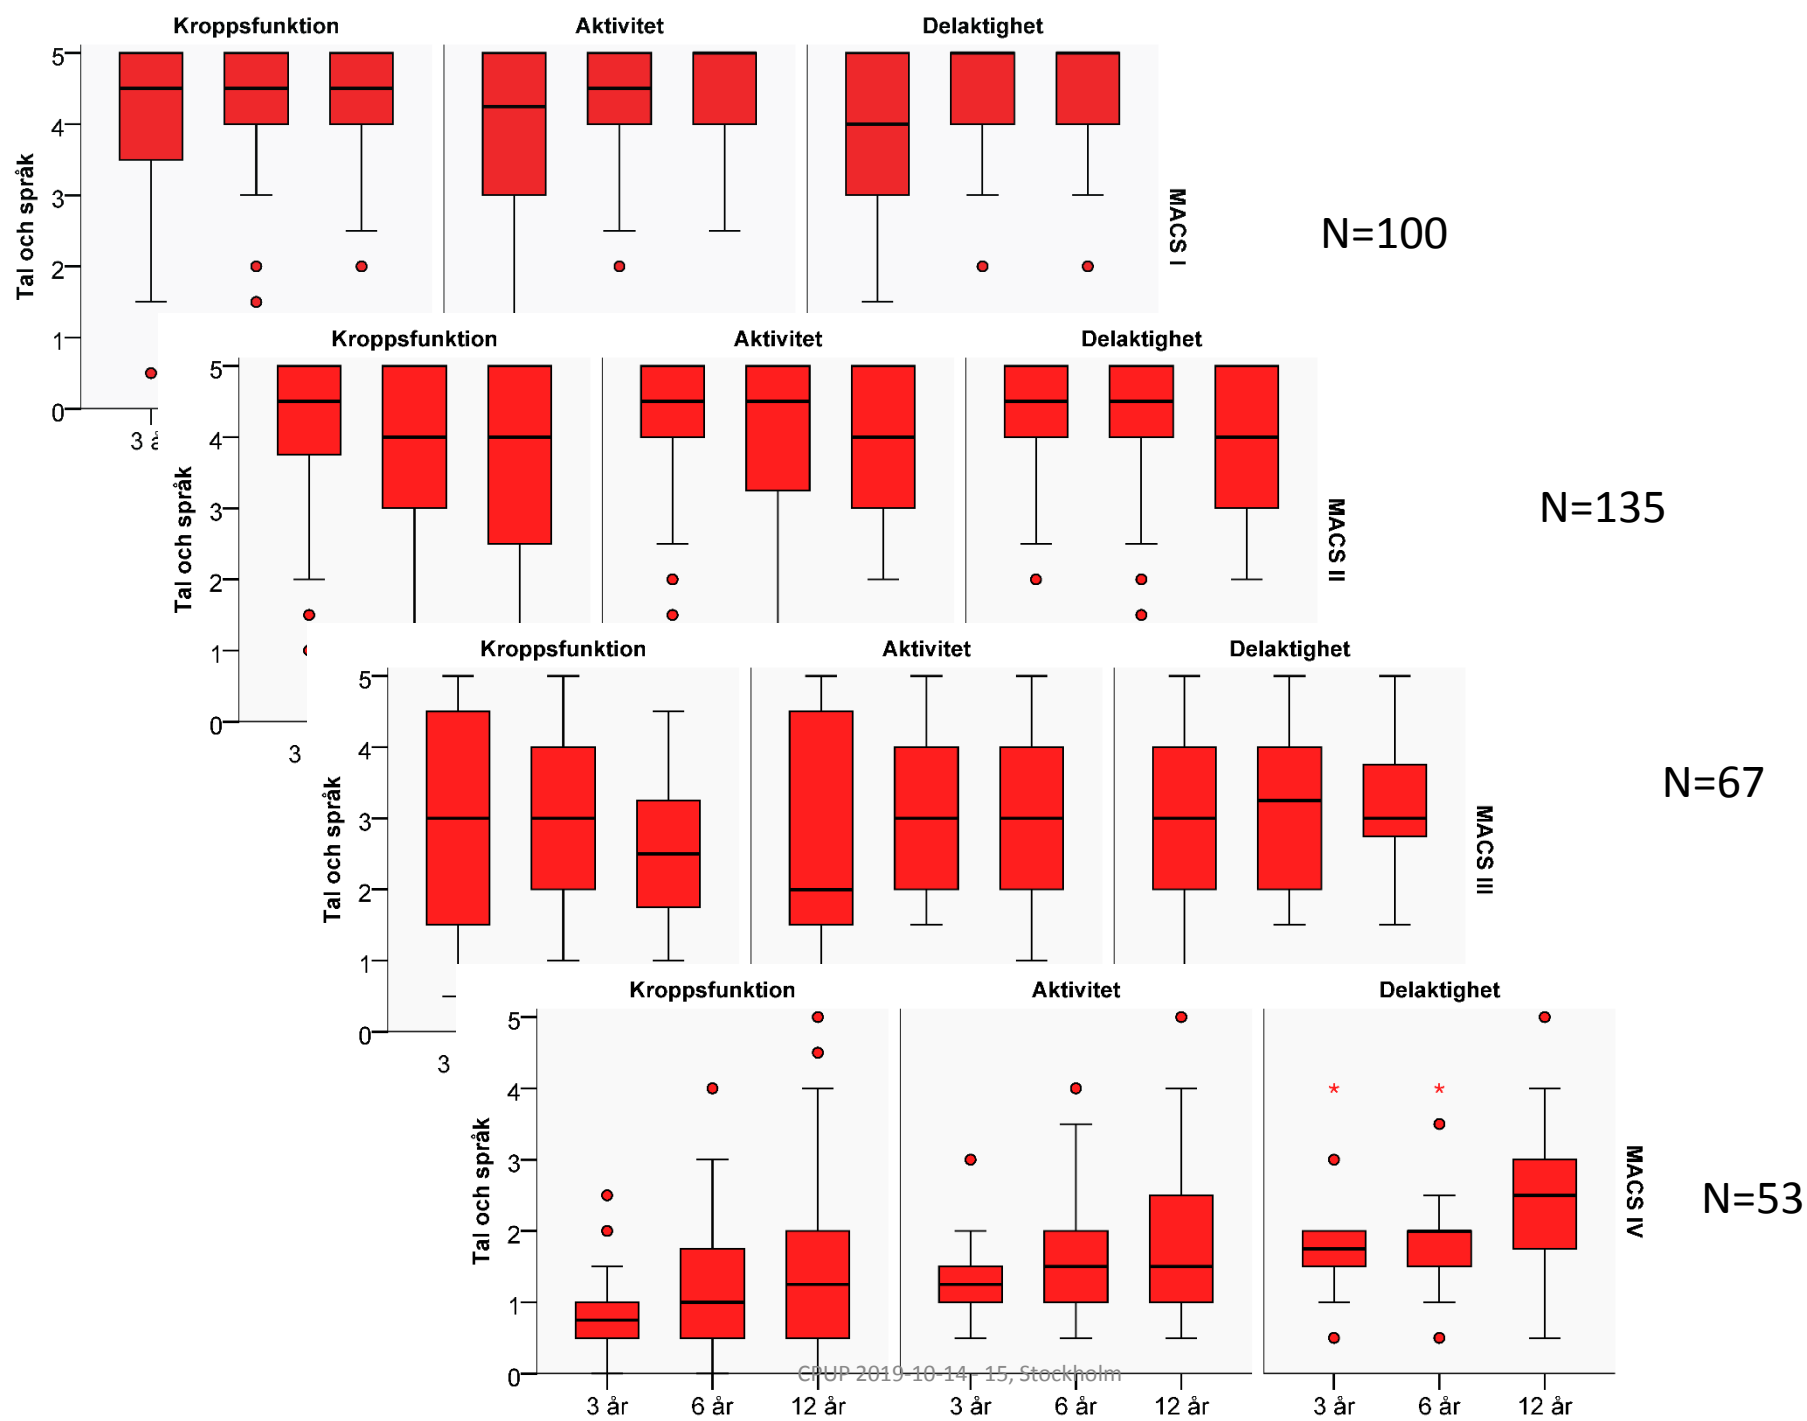 Kroppsfunktion Aktivitet Delaktighet
5
4
3
2
1
0
Tal och språk
MACS I
N=100
3 å
Kroppsfunktion Aktivitet Delaktighet
5
4
3
2
1
0
Tal och språk
MACS II
N=135
3
Kroppsfunktion Aktivitet Delaktighet
5
4
3
2
1
0
Tal och språk
MACS III
N=67
3
Kroppsfunktion Aktivitet Delaktighet
5
4
3
2
1
0
Tal och språk
MACS IV
N=53
CPUP 2019-10-14 - 15, Stockholm
3 år 6 år 12 år 3 år 6 år 12 år 3 år 6 år 12 år